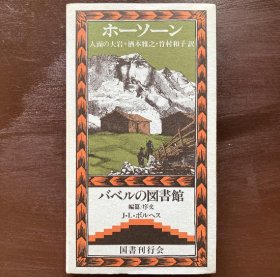 ホーソーン
人面の大岩・酒本雅之・竹村和子訳
バベルの図書館
編纂・序文
J・L・ボルヘス
国書刊行会